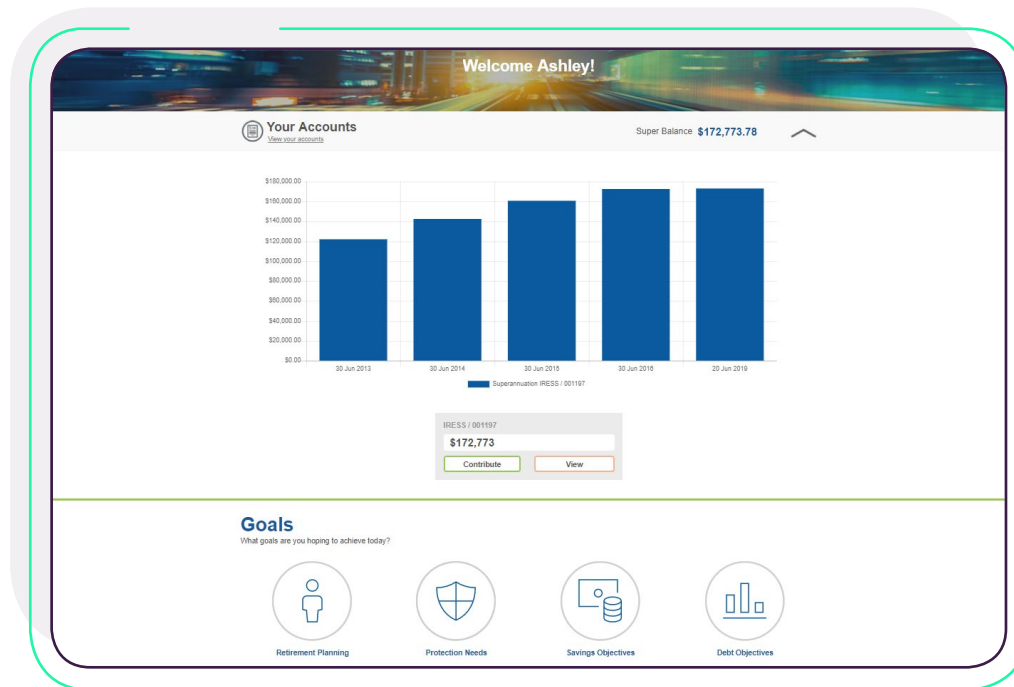 Welcome Ashley!
Your Accounts
View your accounts
Super Balance $172,773.78
$180,000.00
$160,000.00
$140,000.00
$120,000.00
$100,000.00
$80,000.00
$60,000.00
$40,000.00
$20,000.00
$0.00
30 Jun 2013 30 Jun 2014 30 Jun 2015 30 Jun 2016 20 Jun 2019
Superannuation IRESS / 001197
IRESS / 001197
$172,773
Contribute View
Goals
What goals are you hoping to achieve today?
Retirement Planning Protection Needs Savings Objectives Debt Objectives